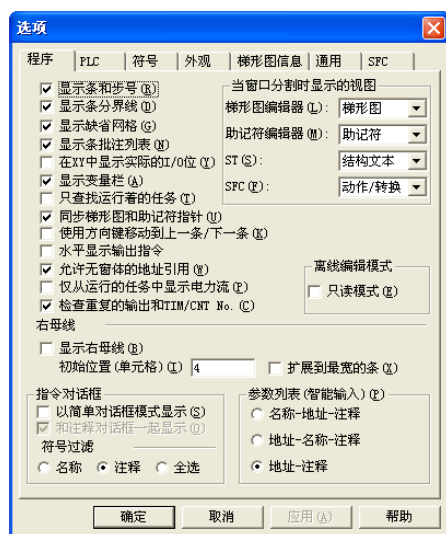 选项
程序 PLC 符号 外观 梯形图信息 通用 SFC
显示条和步号(R)
显示条分界线(D)
显示缺省网格(G)
显示条批注列表(N)
在XY中显示实际的I/O位(Y)
显示变量栏(A)
只查找运行着的任务(T)
同步梯形图和助记符指针(U)
使用方向键移动到上一条/下一条(K)
水平显示输出指令
允许无窗体的地址引用(W)
仅从运行的任务中显示电力流(P)
检查重复的输出和TIM/CNT No.(C)
当窗口分割时显示的视图
梯形图编辑器(L): 梯形图
助记符编辑器(M): 助记符
ST(S): 结构文本
SFC(F): 动作/转换
离线编辑模式
只读模式(E)
右母线
显示右母线(B)
初始位置(单元格)(I) 4 扩展到最宽的条(X)
指令对话框
以简单对话框模式显示(S)
和注释对话框一起显示(O)
符号过滤
名称 注释 全选
参数列表(智能输入)(P)
名称-地址-注释
地址-名称-注释
地址-注释
确定 取消 应用(A) 帮助